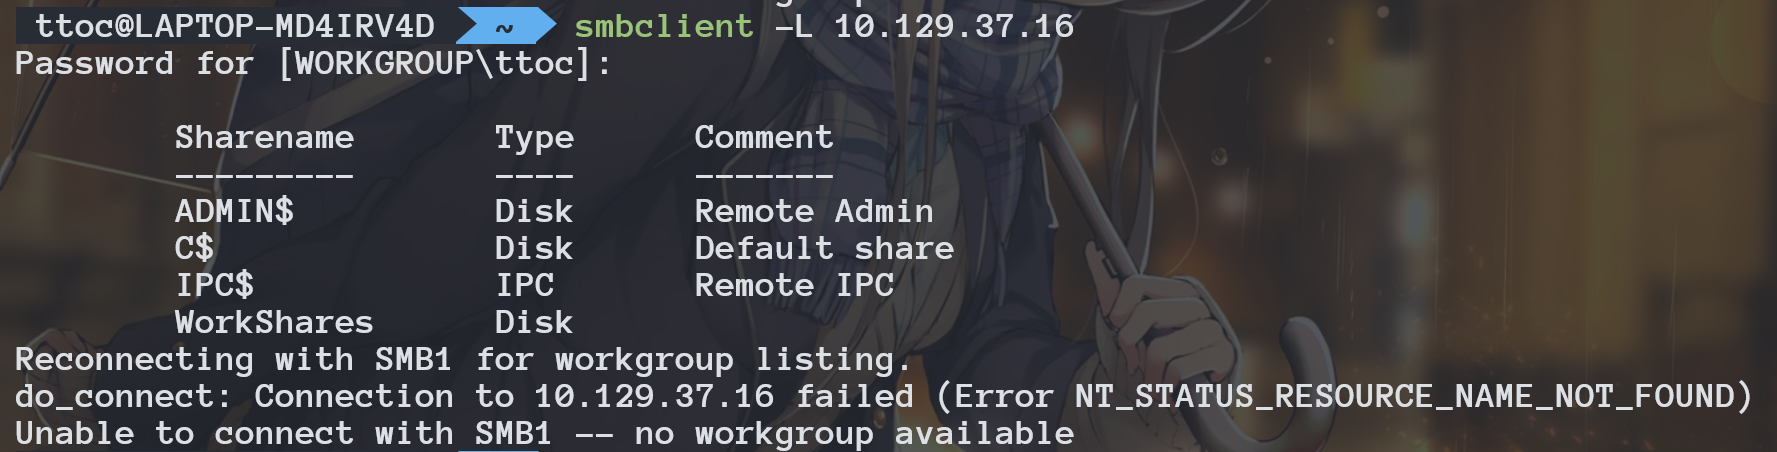 ttoc@LAPTOP-MD4IRV4D ~ smbclient -L 10.129.37.16
Password for [WORKGROUP\ttoc]:
Sharename Type Comment
--------- ---- -------
ADMIN$ Disk Remote Admin
C$ Disk Default share
IPC$ IPC Remote IPC
WorkShares Disk
Reconnecting with SMB1 for workgroup listing.
do_connect: Connection to 10.129.37.16 failed (Error NT_STATUS_RESOURCE_NAME_NOT_FOUND)
Unable to connect with SMB1 -- no workgroup available